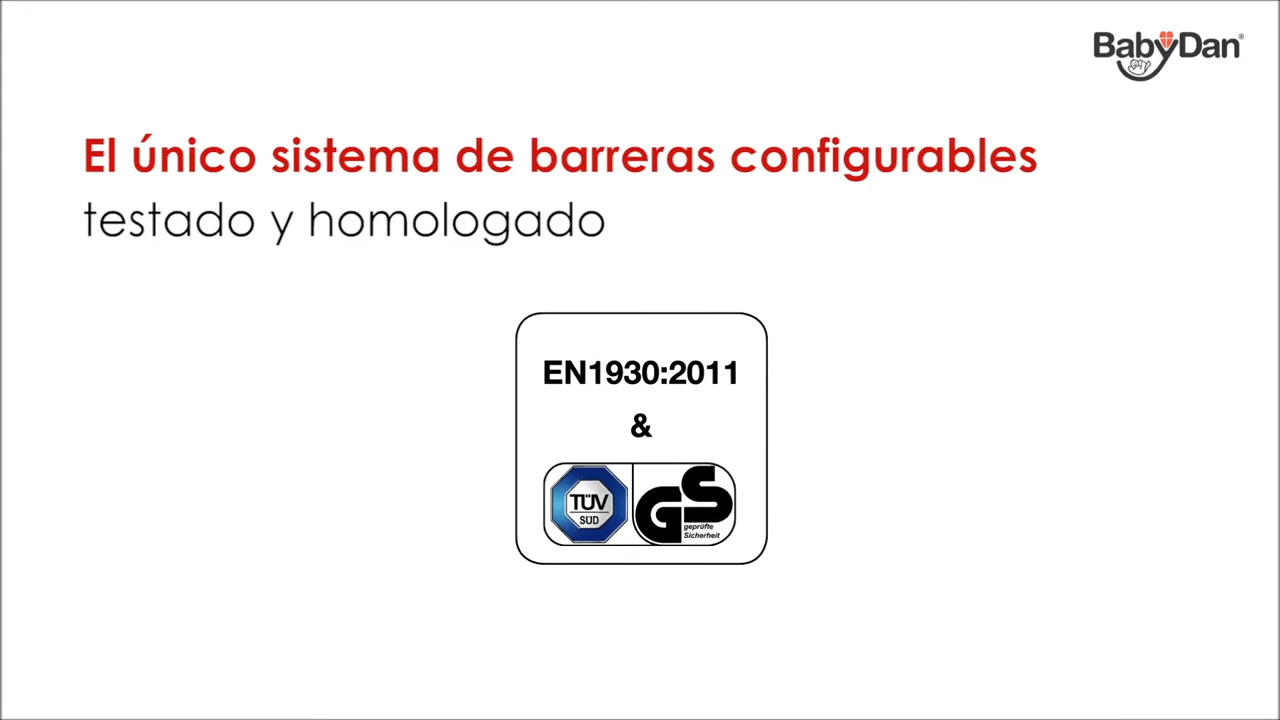 BabyDan®
El único sistema de barreras configurables
testado y homologado
EN1930:2011
&
TÜV
SÜD
GS
geprüfte
Sicherheit